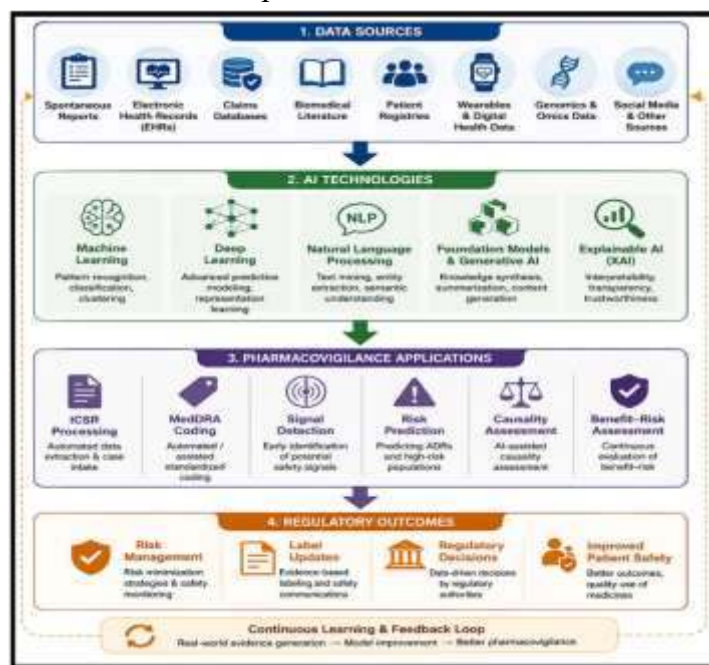 1. DATA SOURCES
Spontaneous
Reports
Electronic
Health Records
(EHRs)
Claims
Databases
Biomedical
Literature
Patient
Registries
Wearables
& Digital
Health Data
Genomics &
Omics Data
Social Media
& Other
Sources
2. AI TECHNOLOGIES
Machine
Learning
Pattern recognition,
classification,
clustering
Deep
Learning
Advanced prediction
modeling,
representation
learning
NLP
Natural Language
Processing
Text mining, entity
extraction, semantic
understanding
Foundation Models
& Generative AI
Knowledge synthesis,
summarization, content
generation
Explainable AI
(XAI)
Interpretability,
transparency,
trustworthiness
3. PHARMACOVIGILANCE APPLICATIONS
ICSR
Processing
Automated data
extraction & case
intake
MedDRA
Coding
Automated /
assisted
standardized
coding
Signal
Detection
Early identification
of potential
safety signals
Risk
Prediction
Predicting ADRs
and high-risk
populations
Causality
Assessment
AI-assisted
causality
assessment
Benefit–Risk
Assessment
Continuous
evaluation of
benefit–risk
4. REGULATORY OUTCOMES
Risk
Management
Risk minimization
strategies & safety
monitoring
Label
Updates
Evidence-based
labeling and safety
communications
Regulatory
Decisions
Data-driven decisions
by regulatory
authorities
Improved
Patient Safety
Better outcomes,
quality use of
medicines
Continuous Learning & Feedback Loop
Real-world evidence generation → Model improvement → Better pharmacovigilance